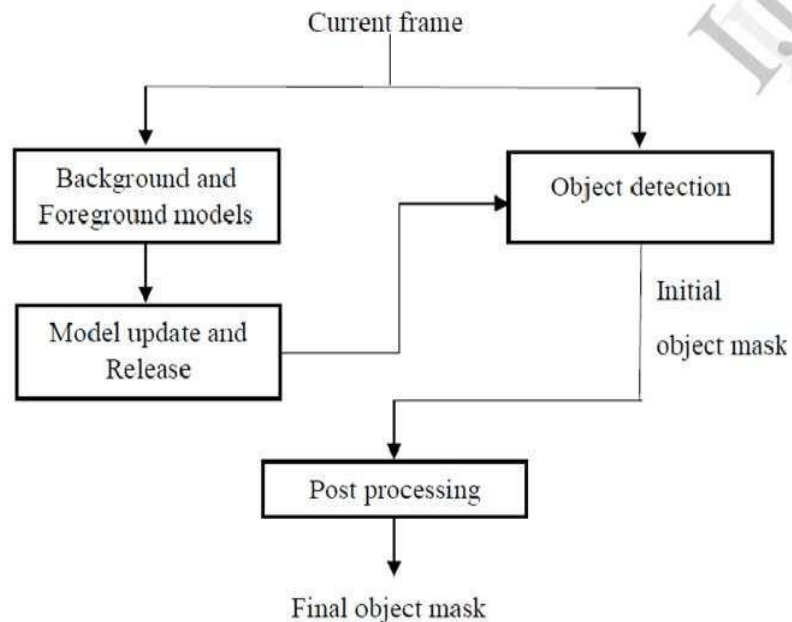 Current frame
Background and
Foreground models
Object detection
Model update and
Release
Initial
object mask
Post processing
Final object mask